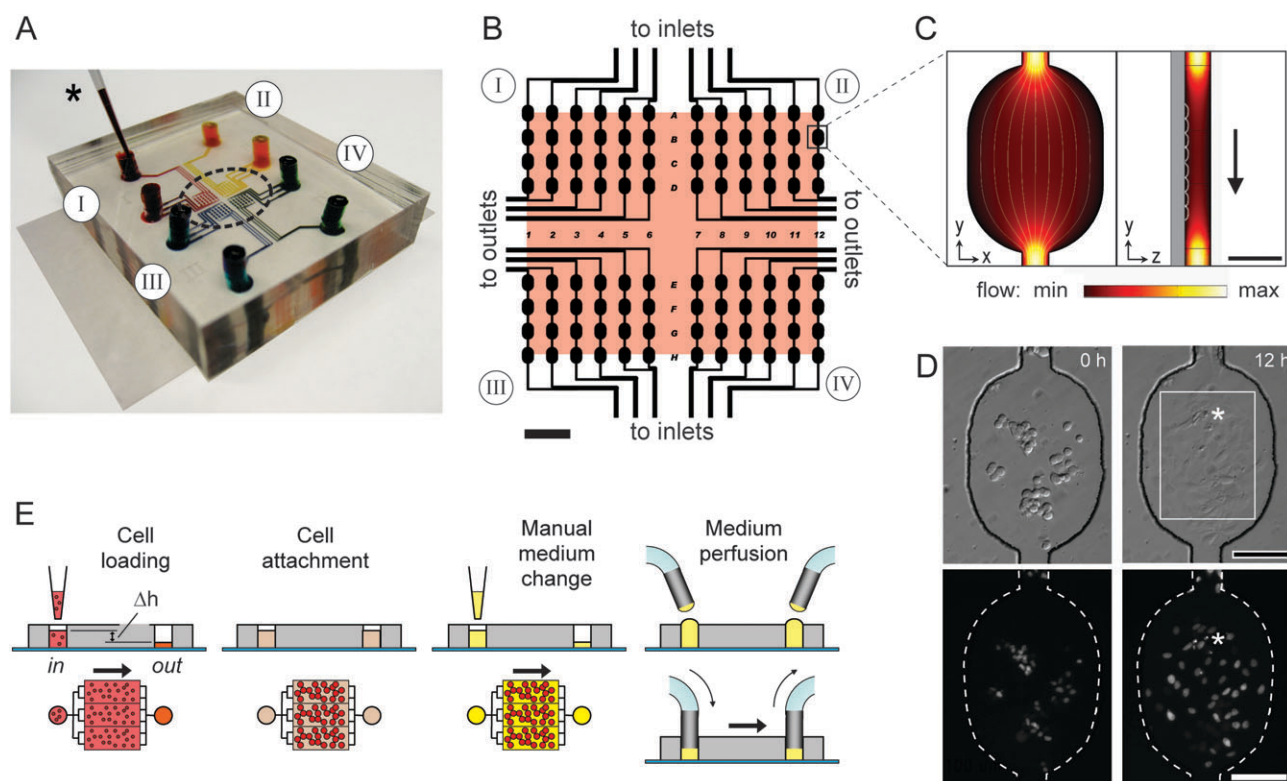 A
*
I
II
III
IV
B
to inlets
I
II
A
B
C
D
to outlets
to outlets
1 2 3 4 5 6 7 8 9 10 11 12
E
F
G
H
III
IV
to inlets
C
y
x
y
z
flow: min max
D
0 h
12 h
*
*
E
Cell
loading
Δh
in
out
Cell
attachment
Manual
medium
change
Medium
perfusion